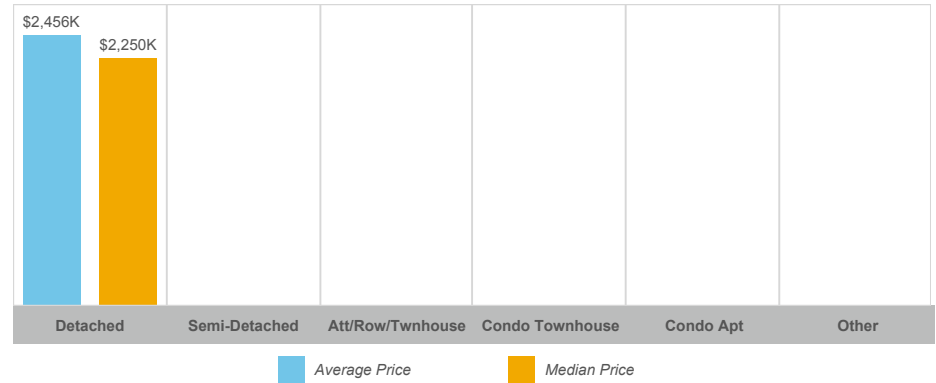 $2,456K
$2,250K
Detached Semi-Detached Att/Row/Twnhouse Condo Townhouse Condo Apt Other
Average Price Median Price